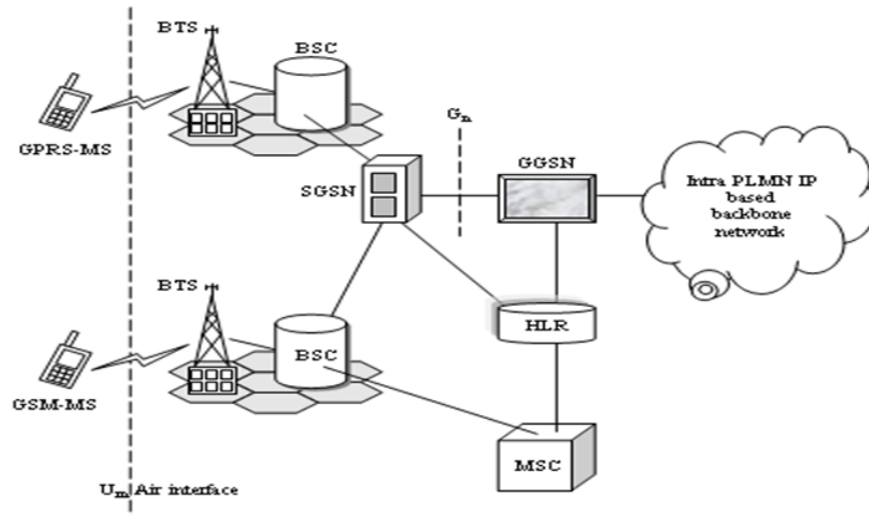 BTS
BSC
GPRS-MS
Gn
SGSN
GGSN
Intra PLMN IP
based
backbone
network
BTS
BSC
HLR
GSM-MS
MSC
Um Air interface